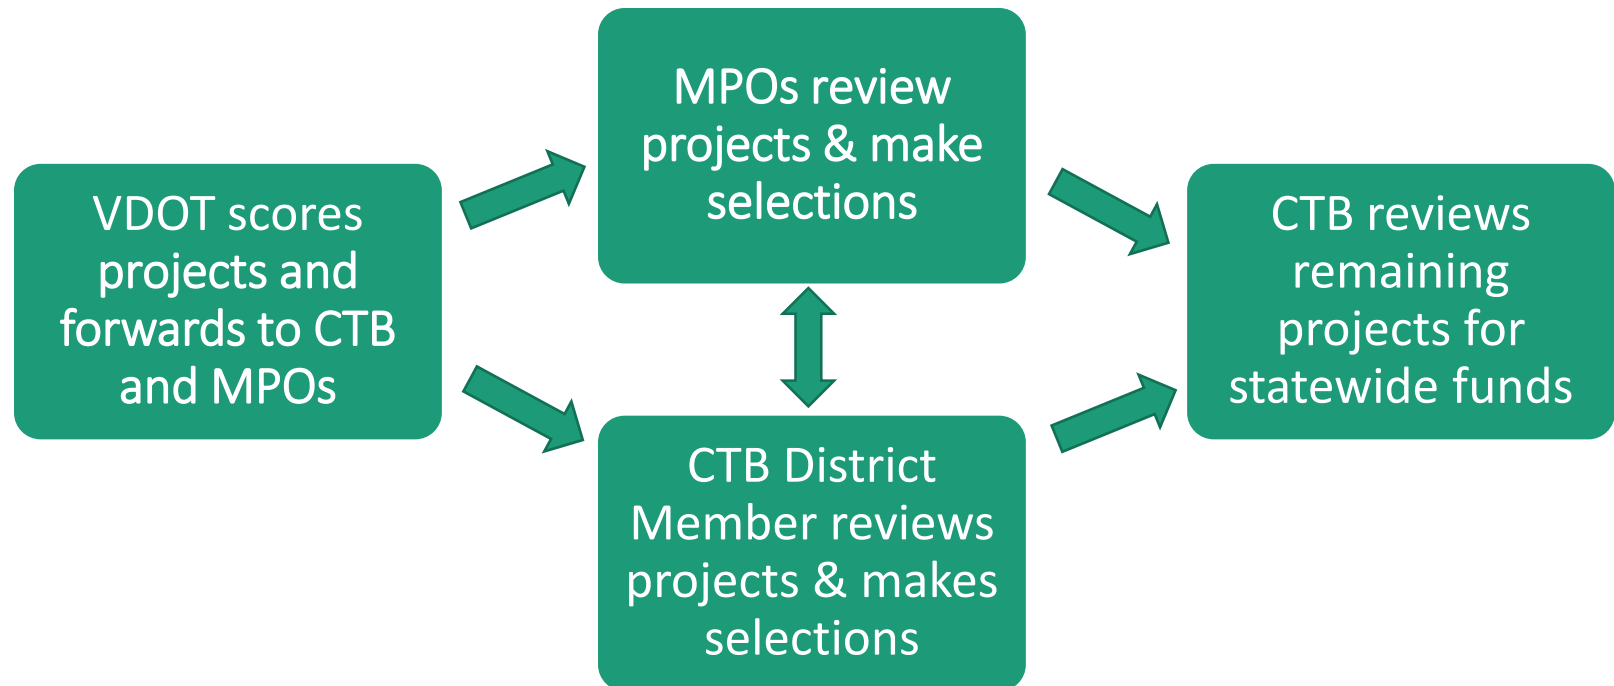 VDOT scores
projects and
forwards to CTB
and MPOs
MPOs review
projects & make
selections
CTB District
Member reviews
projects & makes
selections
CTB reviews
remaining
projects for
statewide funds